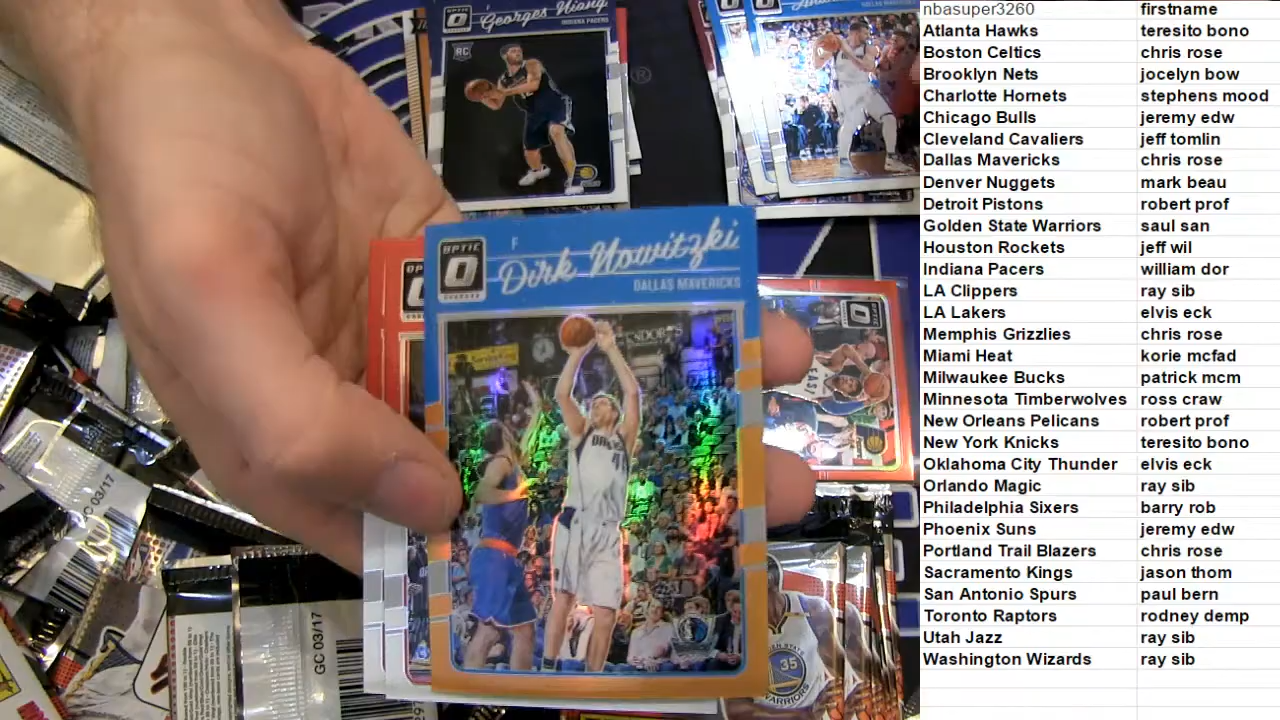 OPTIC
Georges Niang
INDIANA PACERS
RC
OPTIC
F
Dirk Nowitzki
DALLAS MAVERICKS
GC 03/17
GC 03/17
EAST
35
WARRIORS
nbasuper3260 firstname
Atlanta Hawks teresito bono
Boston Celtics chris rose
Brooklyn Nets jocelyn bow
Charlotte Hornets stephens mood
Chicago Bulls jeremy edw
Cleveland Cavaliers jeff tomlin
Dallas Mavericks chris rose
Denver Nuggets mark beau
Detroit Pistons robert prof
Golden State Warriors saul san
Houston Rockets jeff wil
Indiana Pacers william dor
LA Clippers ray sib
LA Lakers elvis eck
Memphis Grizzlies chris rose
Miami Heat korie mcfad
Milwaukee Bucks patrick mcm
Minnesota Timberwolves ross craw
New Orleans Pelicans robert prof
New York Knicks teresito bono
Oklahoma City Thunder elvis eck
Orlando Magic ray sib
Philadelphia Sixers barry rob
Phoenix Suns jeremy edw
Portland Trail Blazers chris rose
Sacramento Kings jason thom
San Antonio Spurs paul bern
Toronto Raptors rodney demp
Utah Jazz ray sib
Washington Wizards ray sib